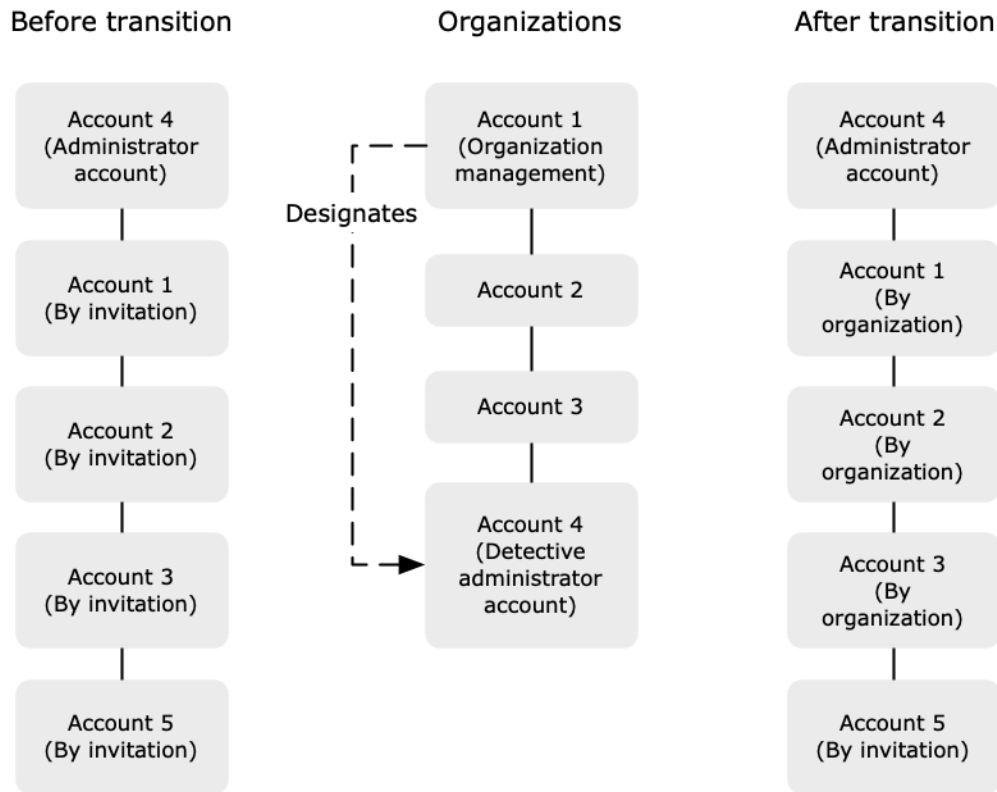 Before transition
Organizations
After transition
Account 4
(Administrator
account)
Account 1
(By invitation)
Account 2
(By invitation)
Account 3
(By invitation)
Account 5
(By invitation)
Account 1
(Organization
management)
Designates
Account 2
Account 3
Account 4
(Detective
administrator
account)
Account 4
(Administrator
account)
Account 1
(By
organization)
Account 2
(By
organization)
Account 3
(By
organization)
Account 5
(By invitation)